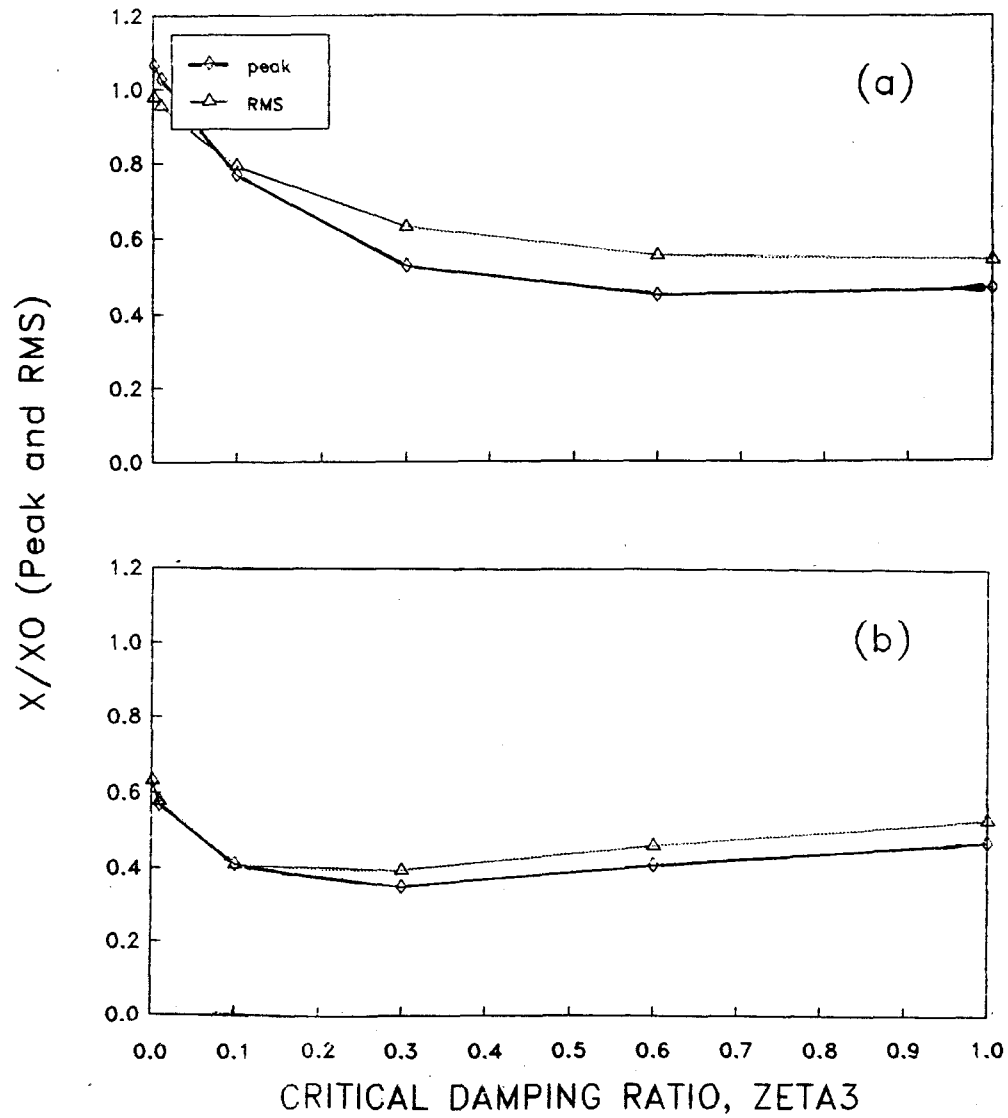 X/XO (Peak and RMS)
1.2
1.0
0.8
0.6
0.4
0.2
0.0
peak
RMS
(a)
1.2
1.0
0.8
0.6
0.4
0.2
0.0
(b)
0.0 0.1 0.2 0.3 0.4 0.5 0.6 0.7 0.8 0.9 1.0
CRITICAL DAMPING RATIO, ZETA3